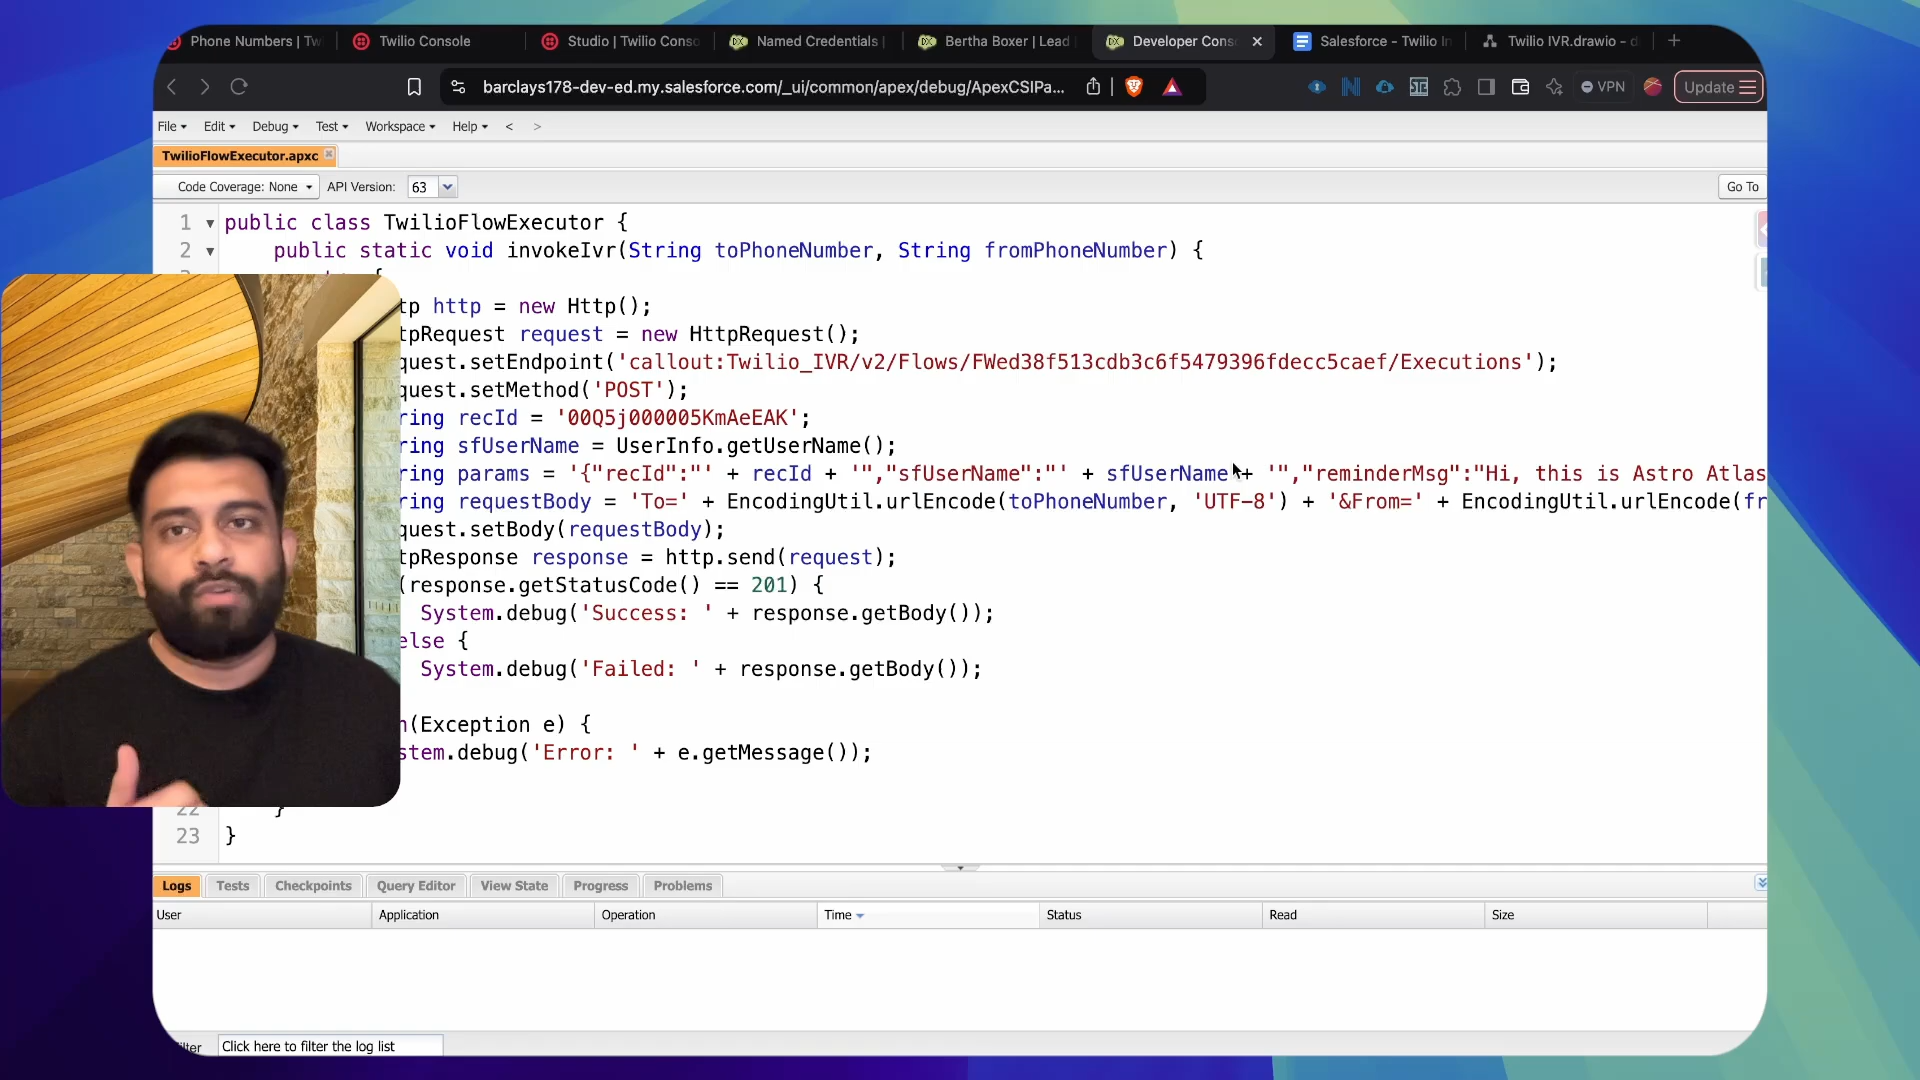 Phone Numbers | Tw
Twilio Console
Studio | Twilio Conso
Named Credentials |
Bertha Boxer | Lead
Developer Cons
Salesforce - Twilio In
Twilio IVR.drawio - d
barclays178-dev-ed.my.salesforce.com/_ui/common/apex/debug/ApexCSIPa...
VPN
Update
File Edit Debug Test Workspace Help < >
TwilioFlowExecutor.apxc
Code Coverage: None API Version: 63 Go To
1 public class TwilioFlowExecutor {
2 public static void invokeIvr(String toPhoneNumber, String fromPhoneNumber) {
{
tp http = new Http();
tpRequest request = new HttpRequest();
quest.setEndpoint('callout:Twilio_IVR/v2/Flows/FWed38f513cdb3c6f5479396fdecc5caef/Executions');
quest.setMethod('POST');
ring recId = '00Q5j000005KmAeEAK';
ring sfUserName = UserInfo.getUserName();
ring params = '{"recId":"' + recId + '","sfUserName":"' + sfUserName + '","reminderMsg":"Hi, this is Astro Atlas
ring requestBody = 'To=' + EncodingUtil.urlEncode(toPhoneNumber, 'UTF-8') + '&From=' + EncodingUtil.urlEncode(fr
quest.setBody(requestBody);
tpResponse response = http.send(request);
(response.getStatusCode() == 201) {
System.debug('Success: ' + response.getBody());
else {
System.debug('Failed: ' + response.getBody());
h(Exception e) {
stem.debug('Error: ' + e.getMessage());
22 }
23 }
Logs Tests Checkpoints Query Editor View State Progress Problems
User Application Operation Time Status Read Size
lter Click here to filter the log list